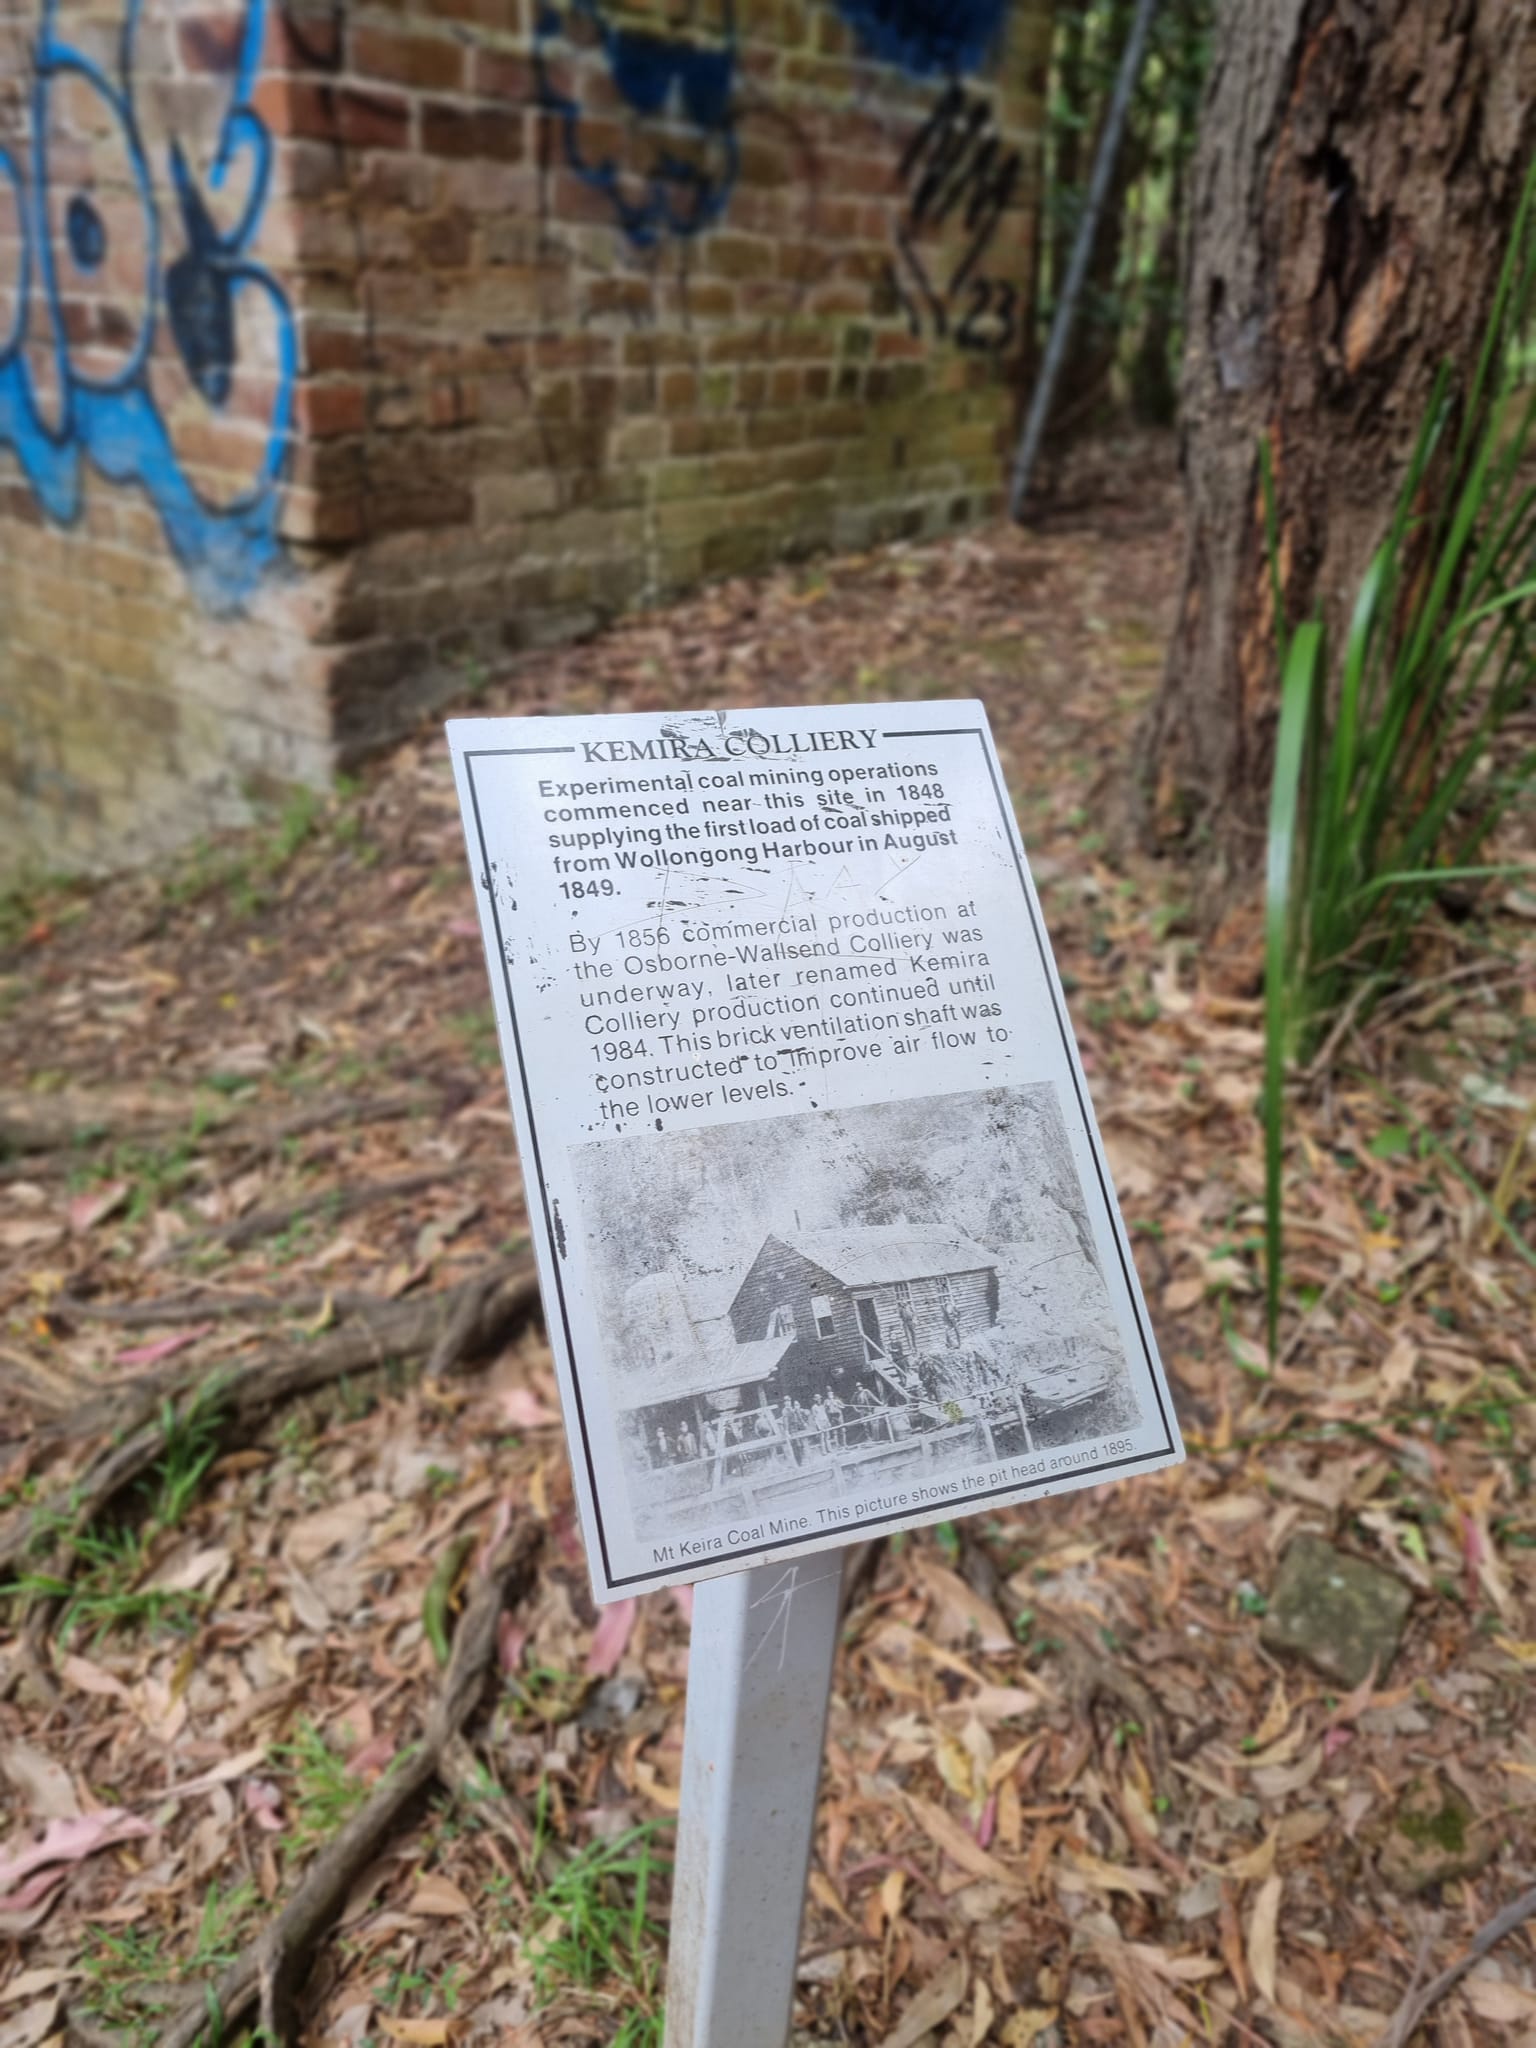 23
KEMIRA COLLIERY
Experimental coal mining operations
commenced near this site in 1848
supplying the first load of coal shipped
from Wollongong Harbour in August
1849.
By 1856 commercial production at
the Osborne-Wallsend Colliery was
underway, later renamed Kemira
Colliery production continued until
1984. This brick ventilation shaft was
constructed to improve air flow to
the lower levels.
Mt Keira Coal Mine. This picture shows the pit head around 1895.